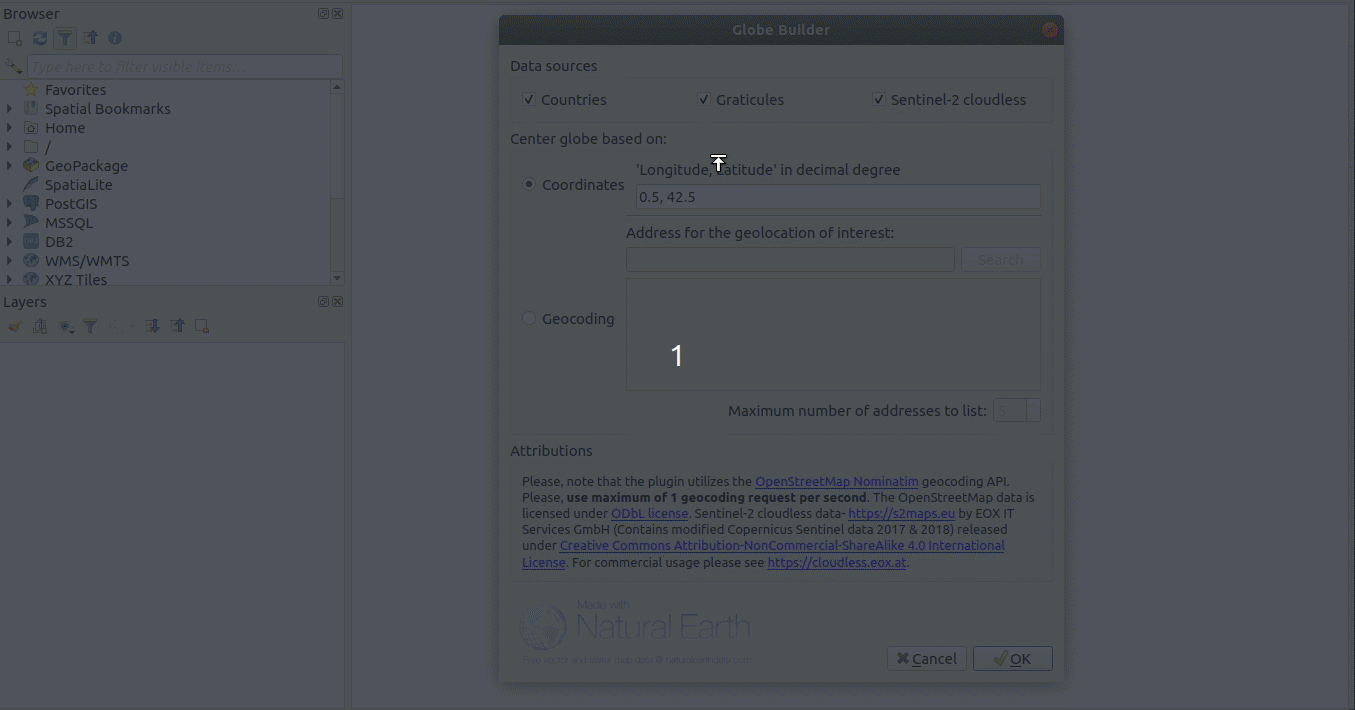 Browser
Type here to filter visible items...
Favorites
Spatial Bookmarks
Home
/
GeoPackage
SpatiaLite
PostGIS
MSSQL
DB2
WMS/WMTS
XYZ Tiles
Layers
Globe Builder
Data sources
Countries
Graticules
Sentinel-2 cloudless
Center globe based on:
'Longitude, Latitude' in decimal degree
Coordinates
0.5, 42.5
Address for the geolocation of interest:
Search
Geocoding
1
Maximum number of addresses to list: 5
Attributions
Please, note that the plugin utilizes the OpenStreetMap Nominatim geocoding API.
Please, use maximum of 1 geocoding request per second. The OpenStreetMap data is
licensed under ODbL license. Sentinel-2 cloudless data- https://s2maps.eu by EOX IT
Services GmbH (Contains modified Copernicus Sentinel data 2017 & 2018) released
under Creative Commons Attribution-NonCommercial-ShareAlike 4.0 International
License. For commercial usage please see https://cloudless.eox.at.
Made with
Natural Earth
Free vector and raster map data @ naturalearthdata.com
Cancel
OK